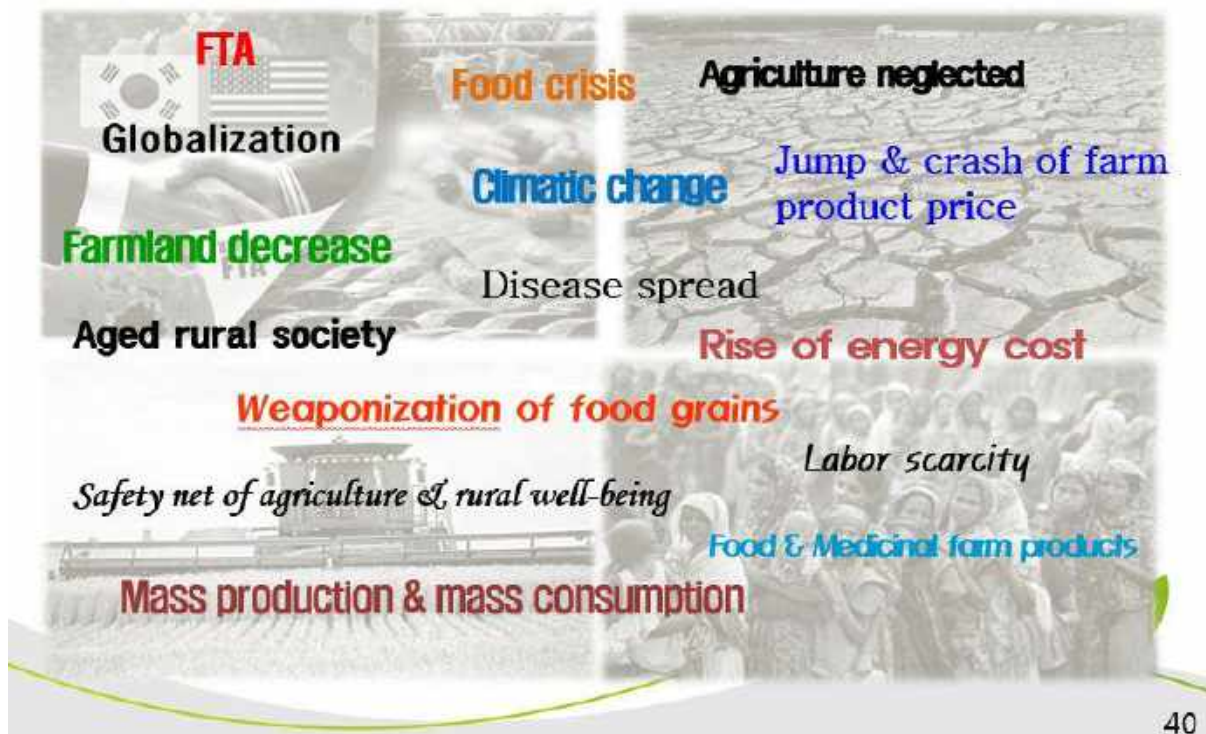 FTA
Food crisis
Agriculture neglected
Globalization
Climatic change
Jump & crash of farm
product price
Farmland decrease
FTA
Disease spread
Aged rural society
Rise of energy cost
Weaponization of food grains
Labor scarcity
Safety net of agriculture & rural well-being
Food & Medicinal farm products
Mass production & mass consumption
40